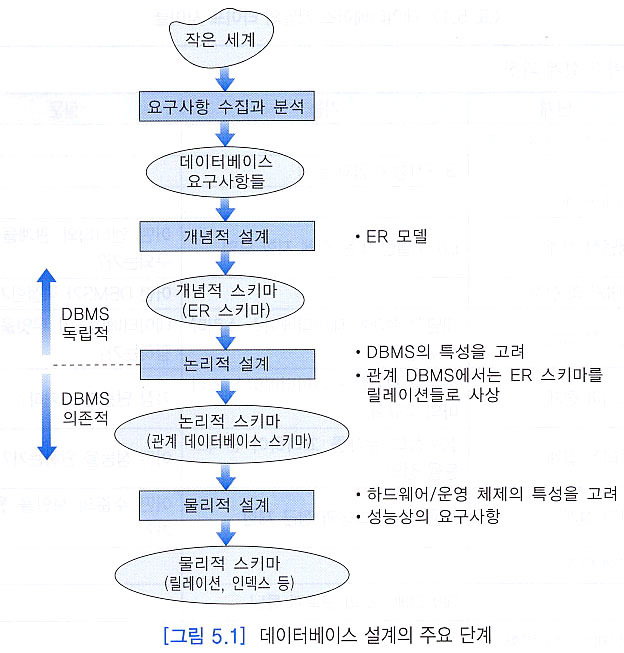 작은 세계
요구사항 수집과 분석
데이터베이스
요구사항들
개념적 설계
• ER 모델
개념적 스키마
(ER 스키마)
DBMS
독립적
논리적 설계
• DBMS의 특성을 고려
• 관계 DBMS에서는 ER 스키마를
릴레이션들로 사상
DBMS
의존적
논리적 스키마
(관계 데이터베이스 스키마)
물리적 설계
• 하드웨어/운영 체제의 특성을 고려
• 성능상의 요구사항
물리적 스키마
(릴레이션, 인덱스 등)
[그림 5.1] 데이터베이스 설계의 주요 단계